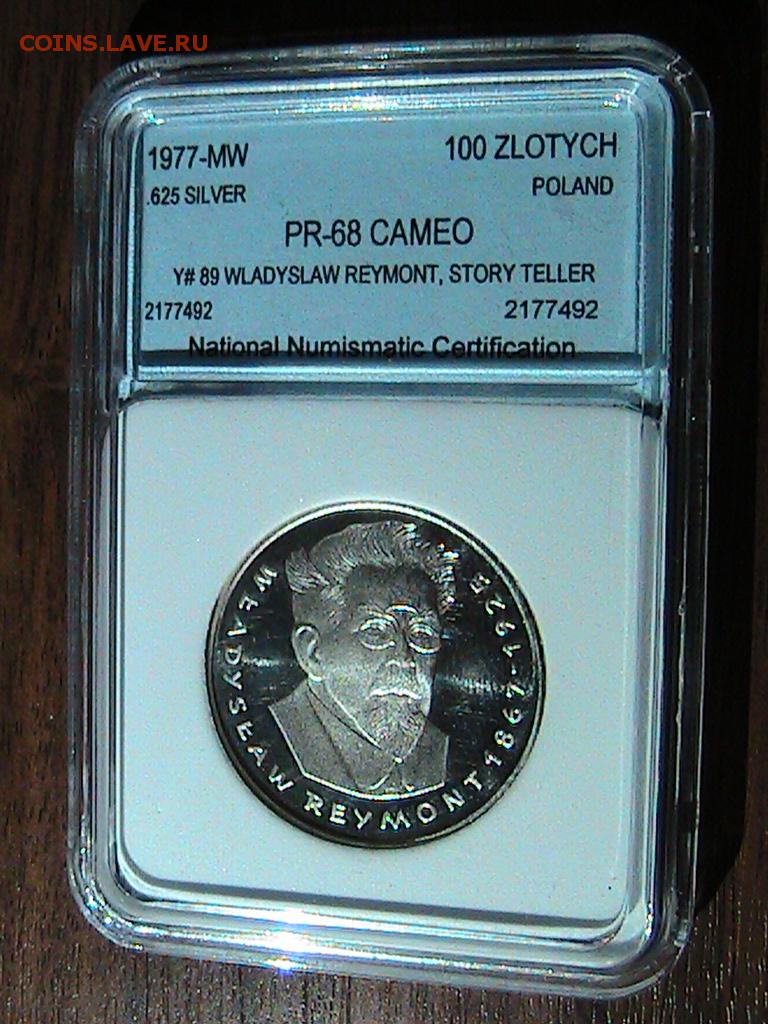 COINS.LAVE.RU
1977-MW 100 ZLOTYCH
.625 SILVER POLAND
PR-68 CAMEO
Y# 89 WLADYSLAW REYMONT, STORY TELLER
2177492 2177492
National Numismatic Certification
WŁADYSŁAW REYMONT 1867-1925